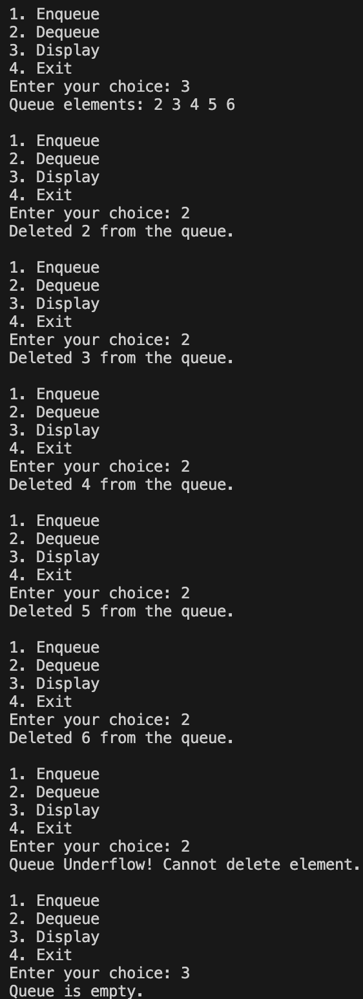 1. Enqueue
2. Dequeue
3. Display
4. Exit
Enter your choice: 3
Queue elements: 2 3 4 5 6

1. Enqueue
2. Dequeue
3. Display
4. Exit
Enter your choice: 2
Deleted 2 from the queue.

1. Enqueue
2. Dequeue
3. Display
4. Exit
Enter your choice: 2
Deleted 3 from the queue.

1. Enqueue
2. Dequeue
3. Display
4. Exit
Enter your choice: 2
Deleted 4 from the queue.

1. Enqueue
2. Dequeue
3. Display
4. Exit
Enter your choice: 2
Deleted 5 from the queue.

1. Enqueue
2. Dequeue
3. Display
4. Exit
Enter your choice: 2
Deleted 6 from the queue.

1. Enqueue
2. Dequeue
3. Display
4. Exit
Enter your choice: 2
Queue Underflow! Cannot delete element.

1. Enqueue
2. Dequeue
3. Display
4. Exit
Enter your choice: 3
Queue is empty.